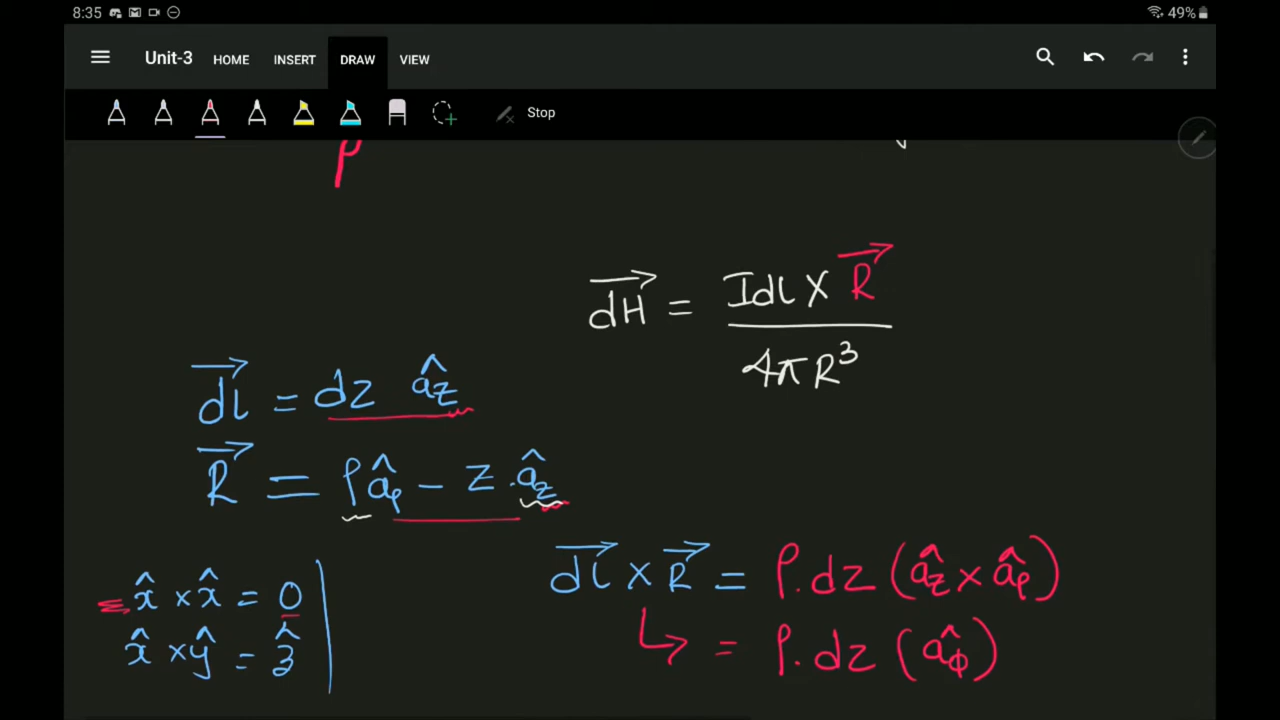 8:35 49%
Unit-3 HOME INSERT DRAW VIEW
Stop
ρ
dH⃗ = Idl × R⃗ / 4πR³
dl⃗ = dz âz
R⃗ = ρâρ − z.âz
dl⃗ × R⃗ = ρ.dz (âz × âρ)
x̂ × x̂ = 0
= ρ.dz (âϕ)
x̂ × ŷ = ẑ